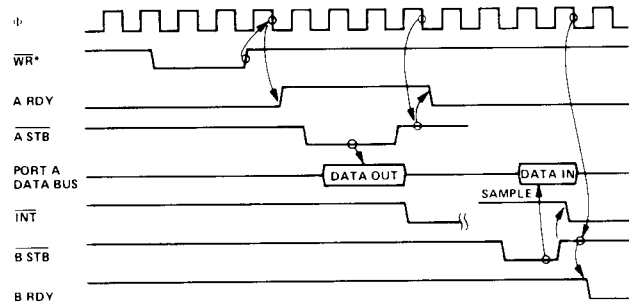 Φ
WR*
A RDY
A STB
PORT A
DATA BUS
DATA OUT
DATA IN
SAMPLE
INT
B STB
B RDY